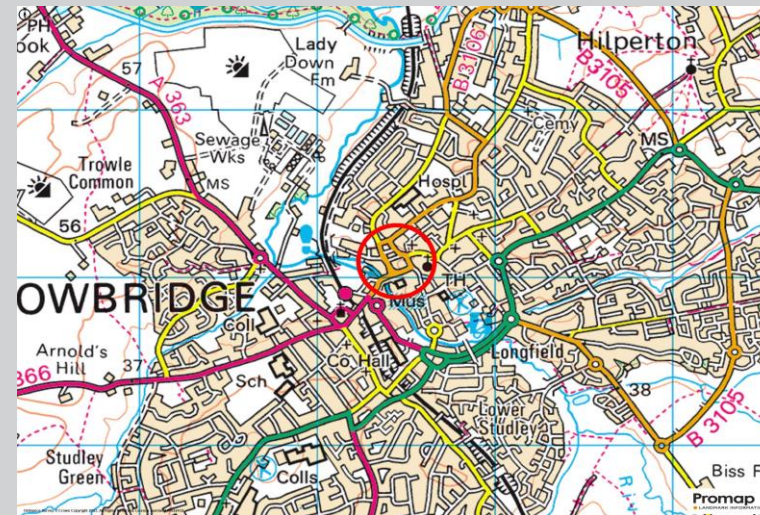 PH
ook
57
Lady
Down
Fm
A 363
B3106
Hilperton
B3105
Sewage
Wks
Cemy
MS
Trowle
Common
MS
Hospl
56
TH
OWBRIDGE
Mus
Coll
Arnold's
Hill
37
Co Hall
Longfield
366
Sch
38
B 3105
Lower
Studley
Studley
Green
Colls
Biss F
Promap
LANDMARK INFORMATION